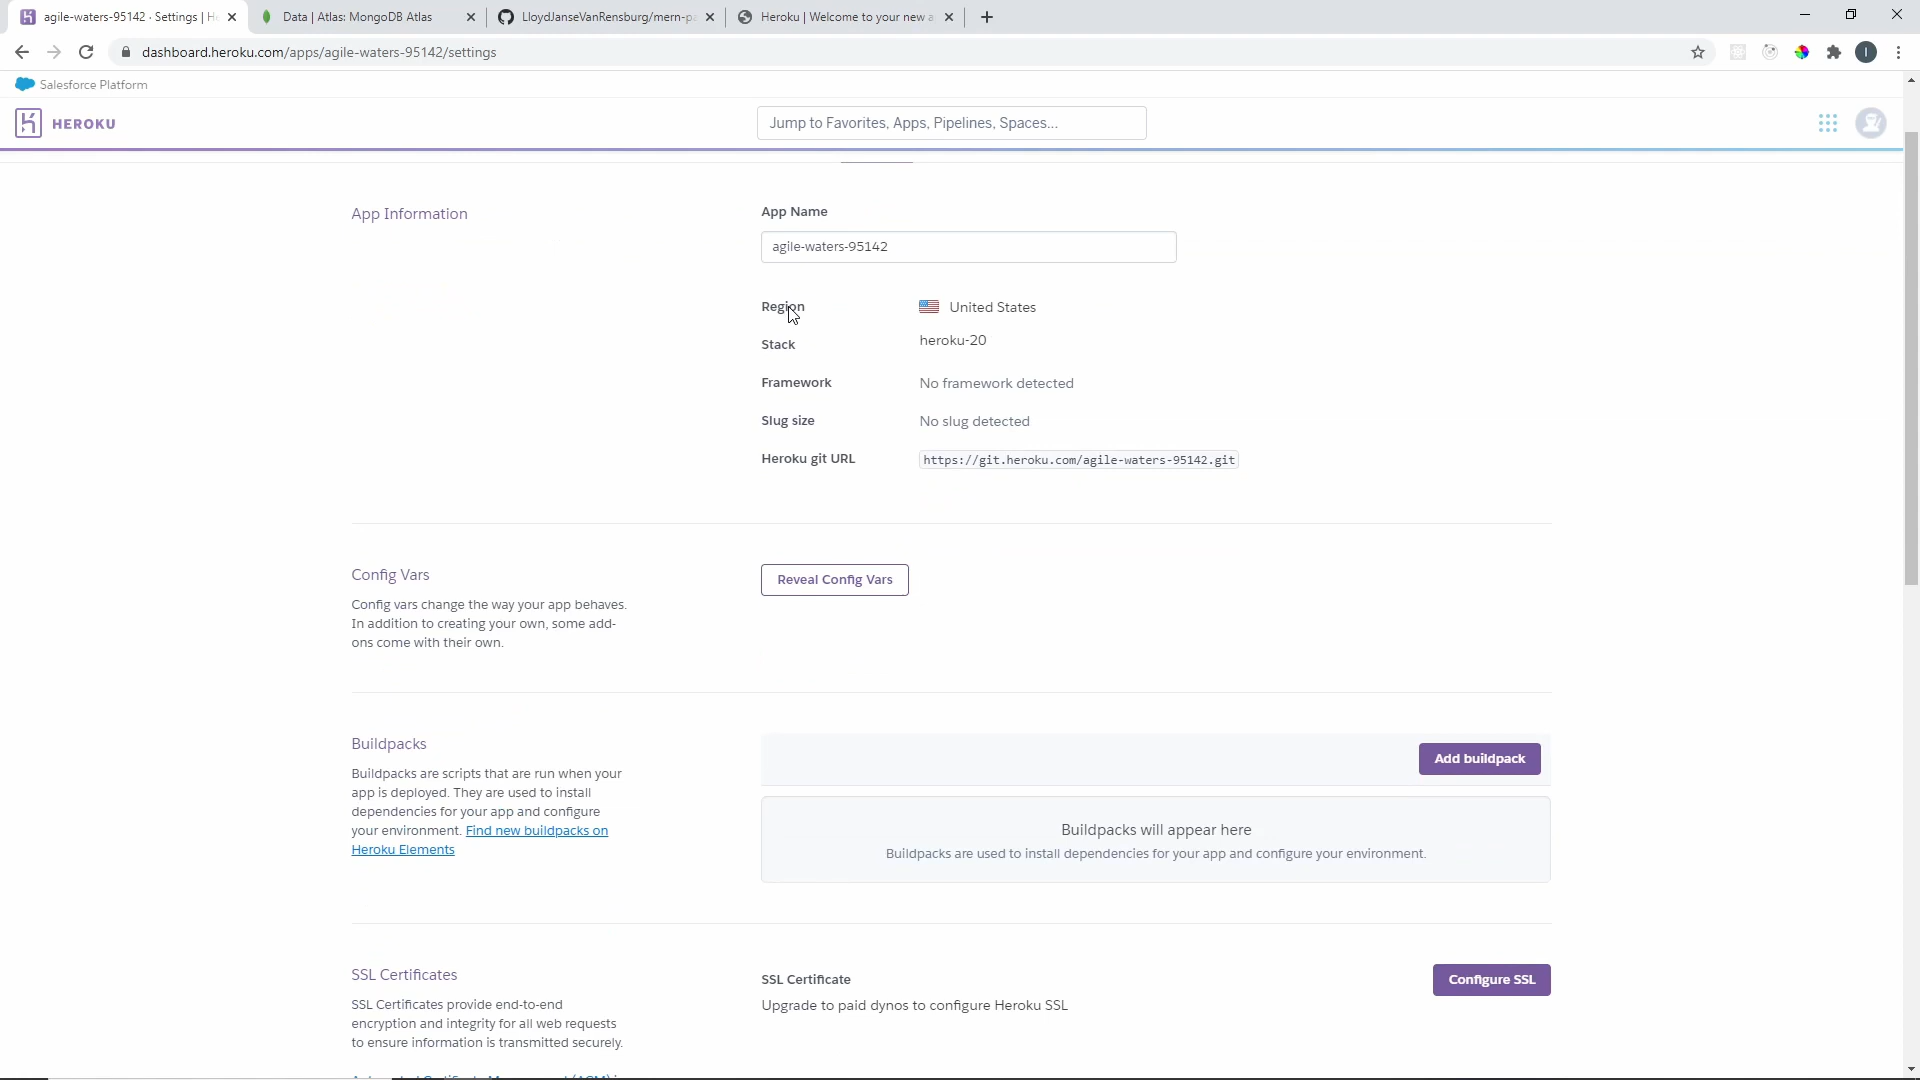 agile-waters-95142 · Settings | H
Data | Atlas: MongoDB Atlas
LloydJanseVanRensburg/mern-p
Heroku | Welcome to your new a
dashboard.heroku.com/apps/agile-waters-95142/settings
I
Salesforce Platform
HEROKU
Jump to Favorites, Apps, Pipelines, Spaces...
App Information
App Name
agile-waters-95142
Region
United States
Stack
heroku-20
Framework
No framework detected
Slug size
No slug detected
Heroku git URL
https://git.heroku.com/agile-waters-95142.git
Config Vars
Config vars change the way your app behaves.
In addition to creating your own, some add-
ons come with their own.
Reveal Config Vars
Buildpacks
Buildpacks are scripts that are run when your
app is deployed. They are used to install
dependencies for your app and configure
your environment. Find new buildpacks on
Heroku Elements
Add buildpack
Buildpacks will appear here
Buildpacks are used to install dependencies for your app and configure your environment.
SSL Certificates
SSL Certificates provide end-to-end
encryption and integrity for all web requests
to ensure information is transmitted securely.
SSL Certificate
Upgrade to paid dynos to configure Heroku SSL
Configure SSL